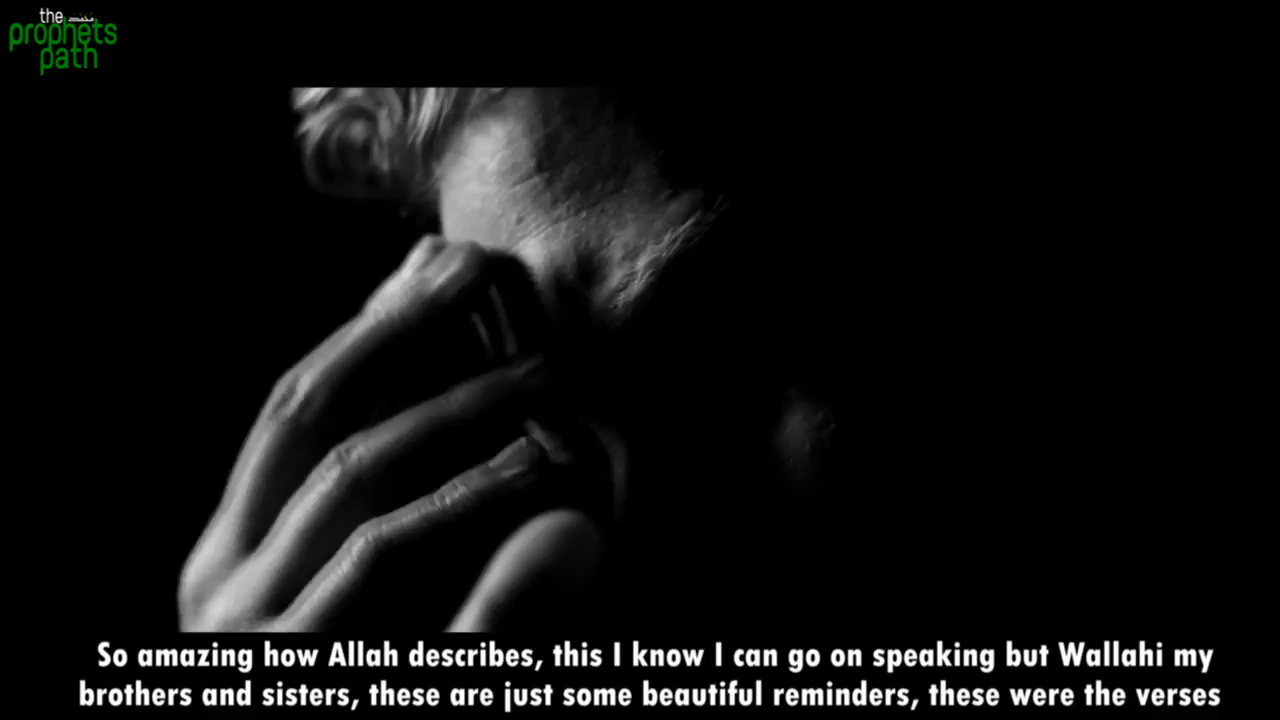 the
prophets
path
So amazing how Allah describes, this I know I can go on speaking but Wallahi my
brothers and sisters, these are just some beautiful reminders, these were the verses